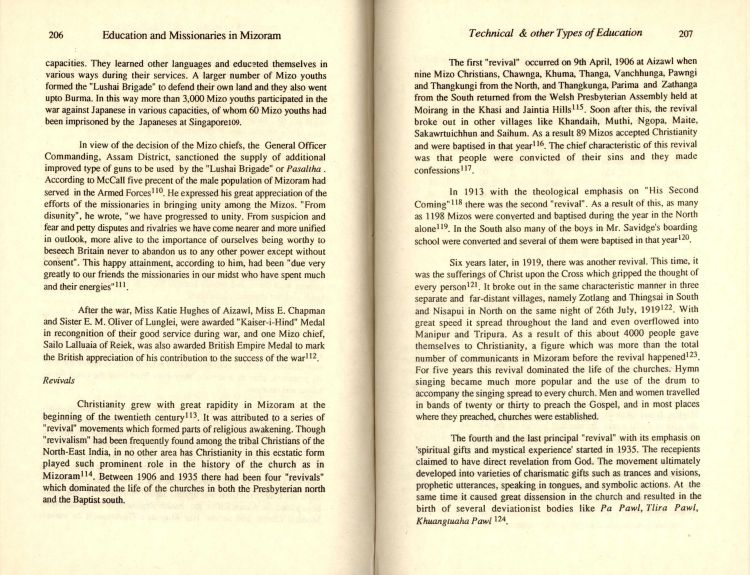 206 Education and Missionaries in Mizoram
capacities. They learned other languages and educeted themselves in
various ways during their services. A larger number of Mizo youths
formed the "Lushai Brigade" to defend their own land and they also went
upto Burma. In this way more than 3,000 Mizo youths participated in the
war against Japanese in various capacities, of whom 60 Mizo youths had
been imprisoned by the Japaneses at Singapore109.
In view of the decision of the Mizo chiefs, the General Officer
Commanding, Assam District, sanctioned the supply of additional
improved type of guns to be used by the "Lushai Brigade" or Pasaltha.
According to McCall five precent of the male population of Mizoram had
served in the Armed Forces110. He expressed his great appreciation of the
efforts of the missionaries in bringing unity among the Mizos. "From
disunity", he wrote, "we have progressed to unity. From suspicion and
fear and petty disputes and rivalries we have come nearer and more unified
in outlook, more alive to the importance of ourselves being worthy to
beseech Britain never to abandon us to any other power except without
consent". This happy attainment, according to him, had been "due very
greatly to our friends the missionaries in our midst who have spent much
and their energies"111.
After the war, Miss Katie Hughes of Aizawl, Miss E. Chapman
and Sister E. M. Oliver of Lunglei, were awarded "Kaiser-i-Hind" Medal
in recongnition of their good service during war, and one Mizo chief,
Sailo Lalluaia of Reiek, was also awarded British Empire Medal to mark
the British appreciation of his contribution to the success of the war112.
Revivals
Christianity grew with great rapidity in Mizoram at the
beginning of the twentieth century113. It was attributed to a series of
"revival" movements which formed parts of religious awakening. Though
"revivalism" had been frequently found among the tribal Christians of the
North-East India, in no other area has Christianity in this ecstatic form
played such prominent role in the history of the church as in
Mizoram114. Between 1906 and 1935 there had been four "revivals"
which dominated the life of the churches in both the Presbyterian north
and the Baptist south.
Technical & other Types of Education 207
The first "revival" occurred on 9th April, 1906 at Aizawl when
nine Mizo Christians, Chawnga, Khuma, Thanga, Vanchhunga, Pawngi
and Thangkungi from the North, and Thangkunga, Parima and Zathanga
from the South returned from the Welsh Presbyterian Assembly held at
Moirang in the Khasi and Jaintia Hills115. Soon after this, the revival
broke out in other villages like Khandaih, Muthi, Ngopa, Maite,
Sakawrtuichhun and Saihum. As a result 89 Mizos accepted Christianity
and were baptised in that year116. The chief characteristic of this revival
was that people were convicted of their sins and they made
confessions117.
In 1913 with the theological emphasis on "His Second
Coming"118 there was the second "revival". As a result of this, as many
as 1198 Mizos were converted and baptised during the year in the North
alone119. In the South also many of the boys in Mr. Savidge's boarding
school were converted and several of them were baptised in that year120.
Six years later, in 1919, there was another revival. This time, it
was the sufferings of Christ upon the Cross which gripped the thought of
every person121. It broke out in the same characteristic manner in three
separate and far-distant villages, namely Zotlang and Thingsai in South
and Nisapui in North on the same night of 26th July, 1919122. With
great speed it spread throughout the land and even overflowed into
Manipur and Tripura. As a result of this about 4000 people gave
themselves to Christianity, a figure which was more than the total
number of communicants in Mizoram before the revival happened123.
For five years this revival dominated the life of the churches. Hymn
singing became much more popular and the use of the drum to
accompany the singing spread to every church. Men and women travelled
in bands of twenty or thirty to preach the Gospel, and in most places
where they preached, churches were established.
The fourth and the last principal "revival" with its emphasis on
'spiritual gifts and mystical experience' started in 1935. The recepients
claimed to have direct revelation from God. The movement ultimately
developed into varieties of charismatic gifts such as trances and visions,
prophetic utterances, speaking in tongues, and symbolic actions. At the
same time it caused great dissension in the church and resulted in the
birth of several deviationist bodies like Pa Pawl, Tlira Pawl,
Khuangtuaha Pawl 124.